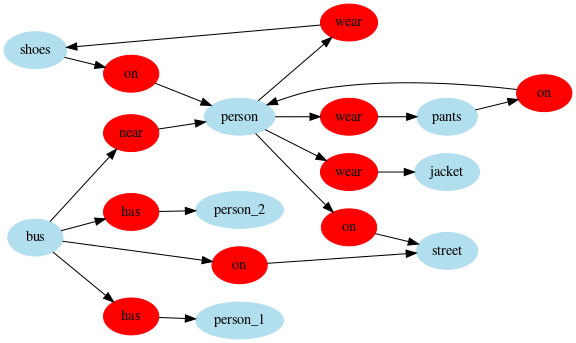 wear
shoes
on
on
person
wear
pants
near
wear
jacket
has
person_2
on
bus
street
on
has
person_1